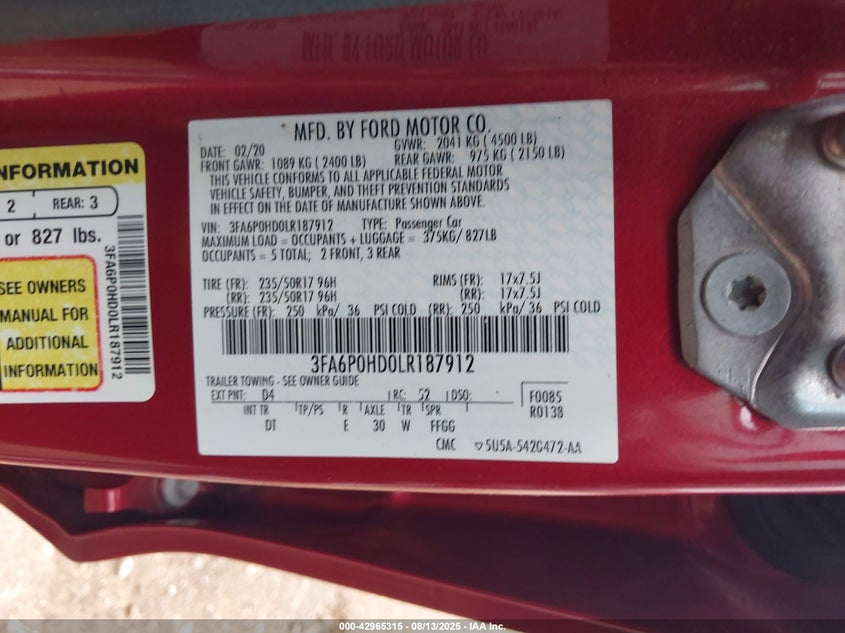 INFORMATION
2 REAR: 3
or 827 lbs.
SEE OWNERS
MANUAL FOR
ADDITIONAL
INFORMATION
3FA6P0HD0LR187912
MFD. BY FORD MOTOR CO.
DATE: 02/20 GVWR: 2041 KG ( 4500 LB)
FRONT GAWR: 1089 KG ( 2400 LB) REAR GAWR: 975 KG ( 2150 LB)
THIS VEHICLE CONFORMS TO ALL APPLICABLE FEDERAL MOTOR
VEHICLE SAFETY, BUMPER, AND THEFT PREVENTION STANDARDS
IN EFFECT ON THE DATE OF MANUFACTURE SHOWN ABOVE.
VIN: 3FA6P0HD0LR187912 TYPE: Passenger Car
MAXIMUM LOAD = OCCUPANTS + LUGGAGE = 375KG/ 827LB
OCCUPANTS = 5 TOTAL; 2 FRONT, 3 REAR
TIRE (FR): 235/50R17 96H RIMS (FR): 17x7.5J
(RR): 235/50R17 96H (RR): 17x7.5J
PRESSURE (FR): 250 kPa/ 36 PSI COLD (RR): 250 kPa/ 36 PSI COLD
3FA6P0HD0LR187912
TRAILER TOWING - SEE OWNER GUIDE
EXT PNT: D4 RC: 52 DSO: F0085
INT TR TP/PS R AXLE TR SPR R0138
DT E 30 W FFGG
CMC ▽5U5A-542G472-AA
000-42965315 - 08/13/2025 - IAA Inc.